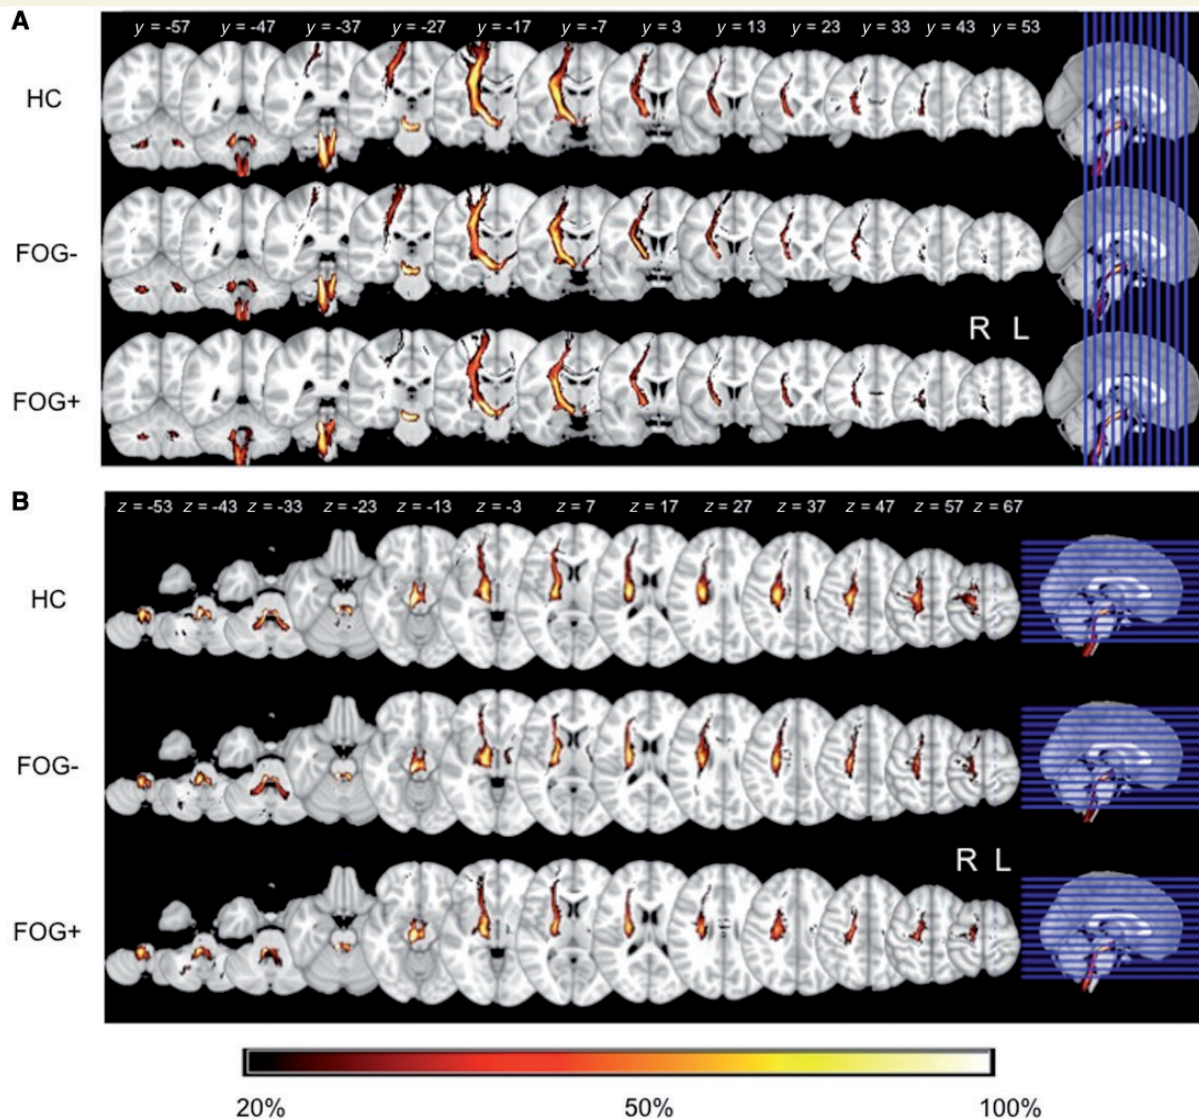 A
y = -57 y = -47 y = -37 y = -27 y = -17 y = -7 y = 3 y = 13 y = 23 y = 33 y = 43 y = 53
HC
FOG-
R L
FOG+
B
z = -53 z = -43 z = -33 z = -23 z = -13 z = -3 z = 7 z = 17 z = 27 z = 37 z = 47 z = 57 z = 67
HC
FOG-
R L
FOG+
20% 50% 100%